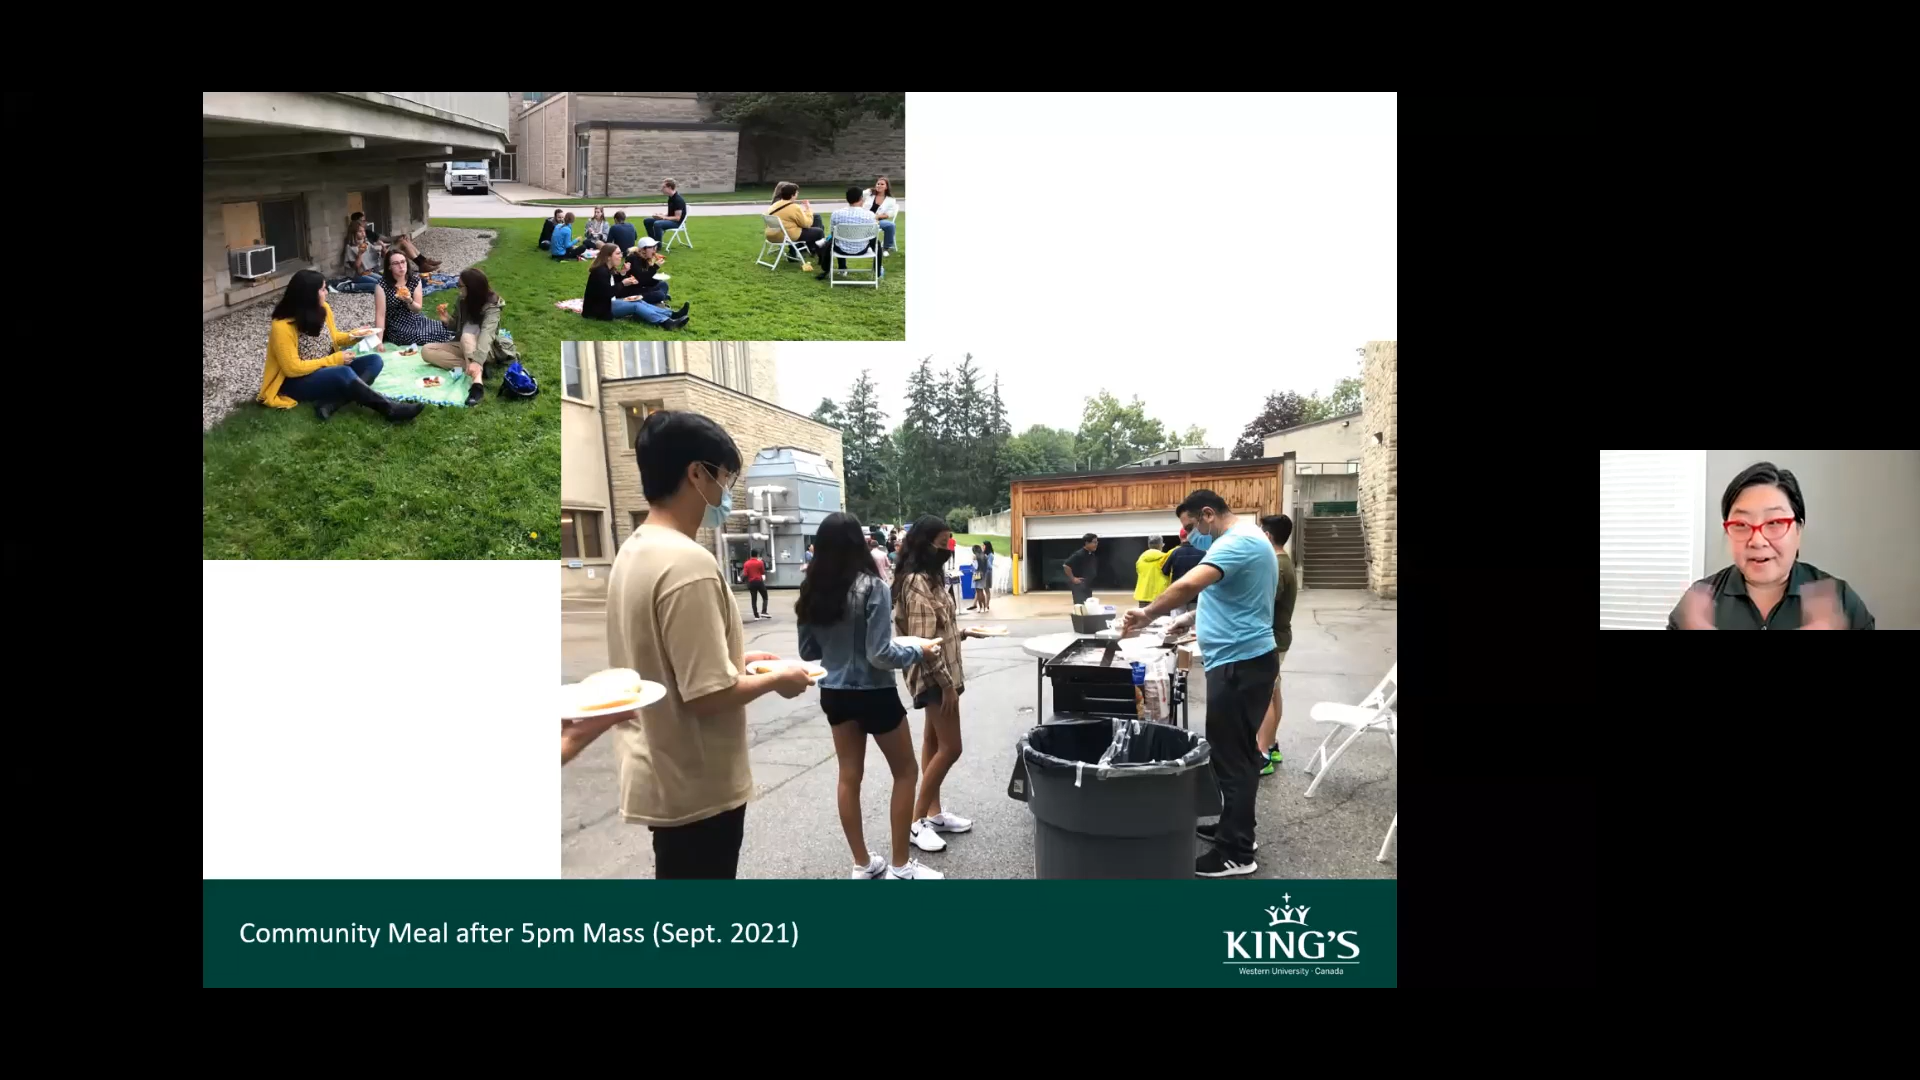 Community Meal after 5pm Mass (Sept. 2021)
KING'S
Western University · Canada